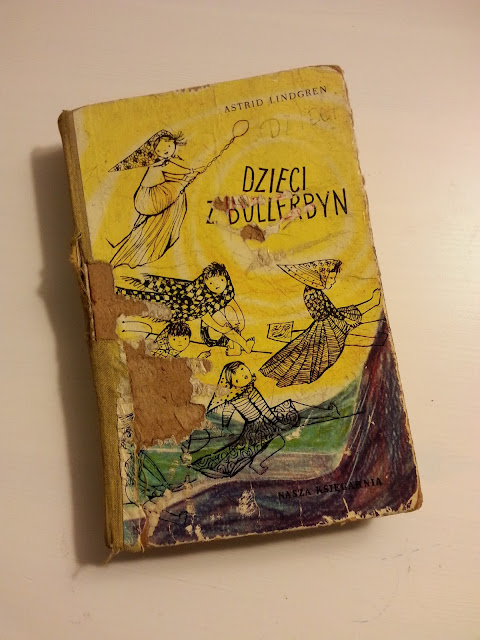 ASTRID LINDGREN
DZIECI
Z BULLERBYN
NASZA KSIĘGARNIA